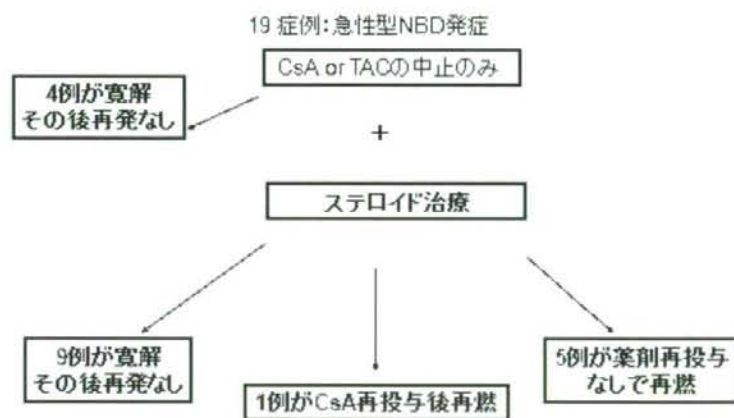 19 症例：急性型NBD発症
CsA or TACの中止のみ
4例が寛解
その後再発なし
+
ステロイド治療
9例が寛解
その後再発なし
1例がCsA再投与後再燃
5例が薬剤再投与
なしで再燃